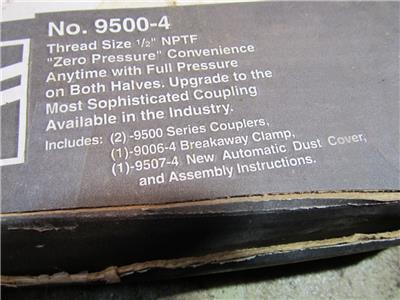 No. 9500-4
Thread Size 1/2" NPTF
"Zero Pressure" Convenience
Anytime with Full Pressure
on Both Halves. Upgrade to the
Most Sophisticated Coupling
Available in the Industry.
Includes: (2)-9500 Series Couplers,
(1)-9006-4 Breakaway Clamp,
(1)-9507-4 New Automatic Dust Cover,
and Assembly Instructions.